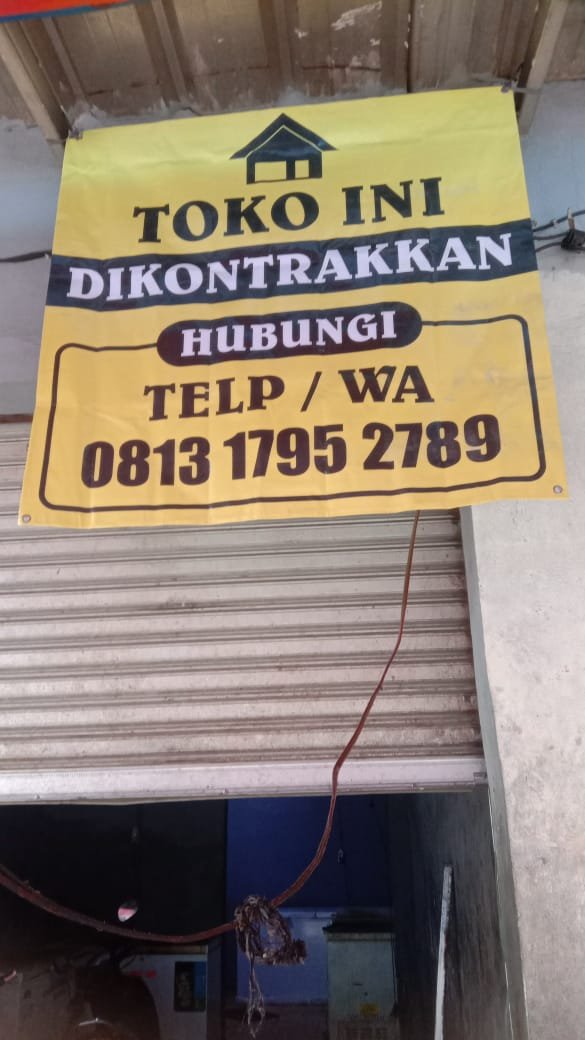 TOKO INI
DIKONTRAKKAN
HUBUNGI
TELP / WA
0813 1795 2789